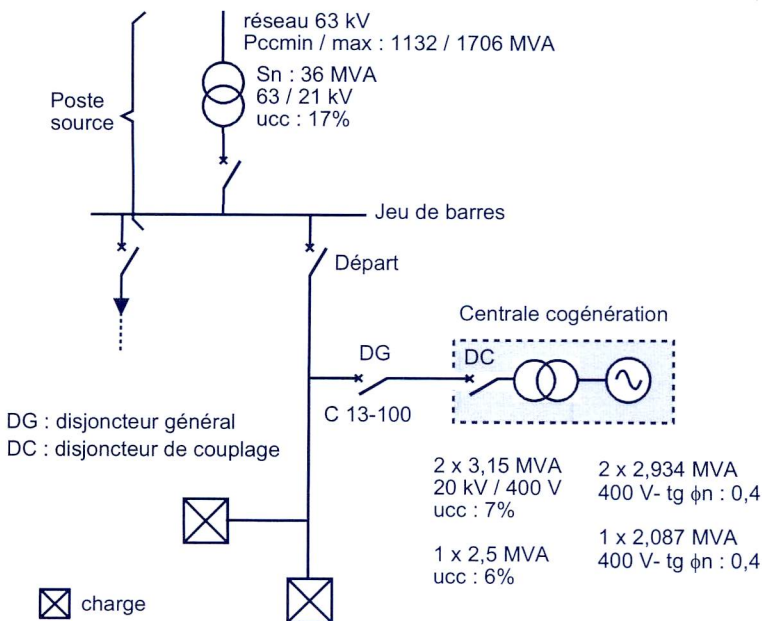 réseau 63 kV
Pccmin / max : 1132 / 1706 MVA
Sn : 36 MVA
63 / 21 kV
ucc : 17%
Poste
source
Jeu de barres
Départ
Centrale cogénération
DG
DC
C 13-100
DG : disjoncteur général
DC : disjoncteur de couplage
2 x 3,15 MVA
20 kV / 400 V
ucc : 7%
2 x 2,934 MVA
400 V- tg ϕn : 0,4
1 x 2,5 MVA
ucc : 6%
1 x 2,087 MVA
400 V- tg ϕn : 0,4
charge